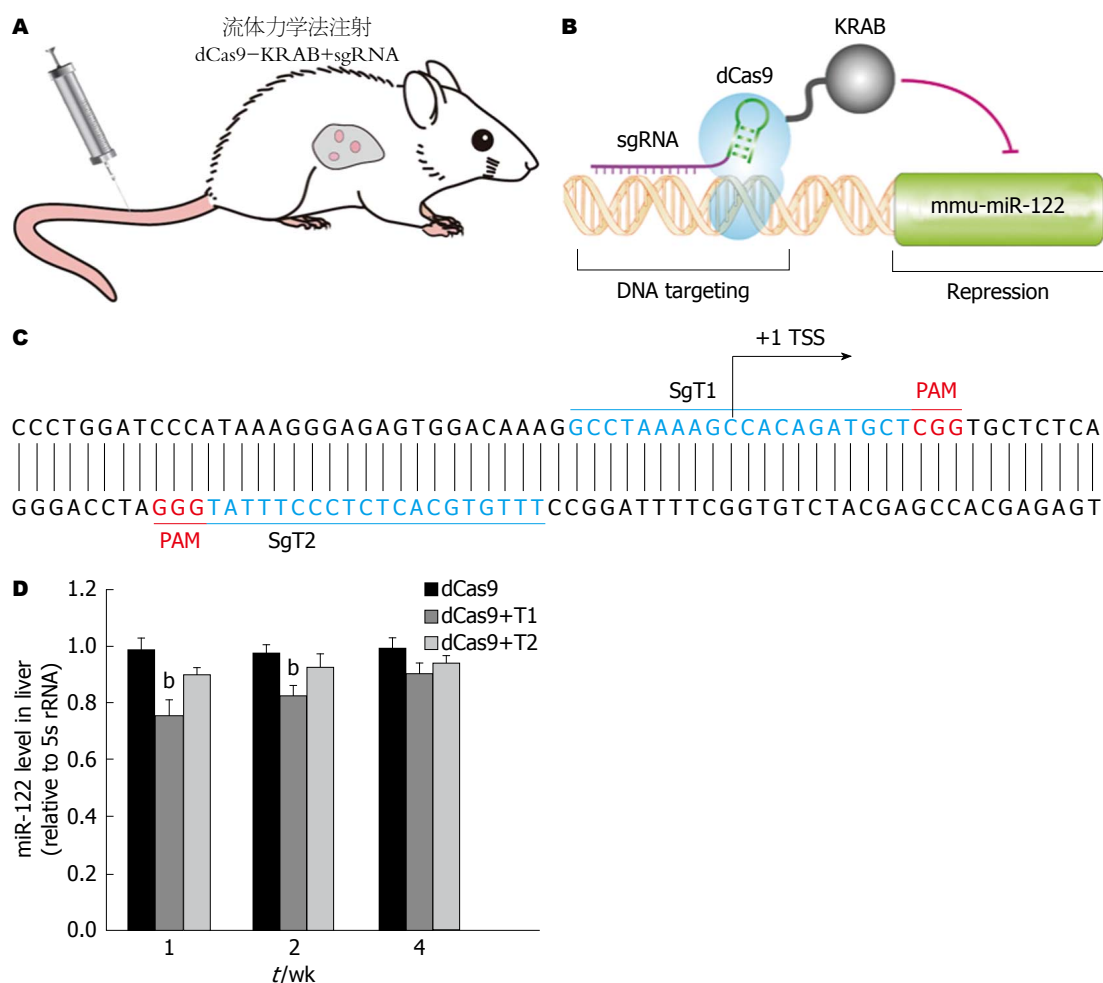 A
流体力学法注射
dCas9-KRAB+sgRNA
B
KRAB
dCas9
sgRNA
mmu-miR-122
DNA targeting
Repression
C
+1 TSS
SgT1
PAM
CCCTGGATCCCATAAAGGGAGAGTGGACAAAGGCCTAAAAGCCACAGATGCTCGGTGCTCTCA
GGGACCTAGGGTATTTCCCTCTCACGTGTTTCCGGATTTTCGGTGTCTACGAGCCACGAGAGT
PAM
SgT2
D
dCas9
dCas9+T1
dCas9+T2
miR-122 level in liver
(relative to 5s rRNA)
1.2
1.0
0.8
0.6
0.4
0.2
0.0
b
b
1 2 4
t/wk